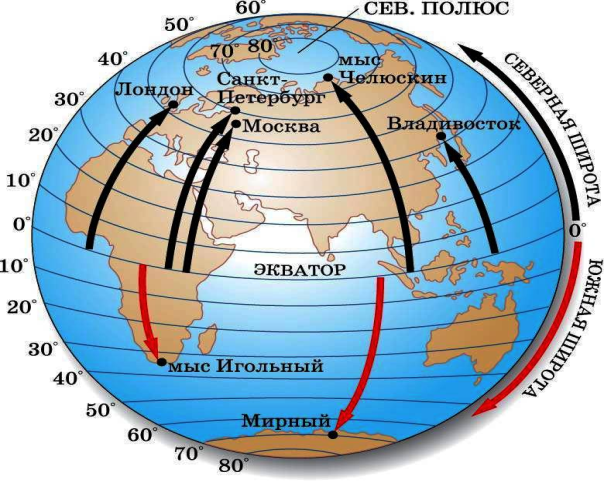 60°
СЕВ. ПОЛЮС
50°
70° 80°
40°
мыс
Челюскин
Санкт-
Петербург
Лондон
30°
Москва
Владивосток
20°
СЕВЕРНАЯ ШИРОТА
10°
0°
0°
ЭКВАТОР
10°
20°
ЮЖНАЯ ШИРОТА
30°
мыс Игольный
40°
50°
Мирный
60°
70°
80°